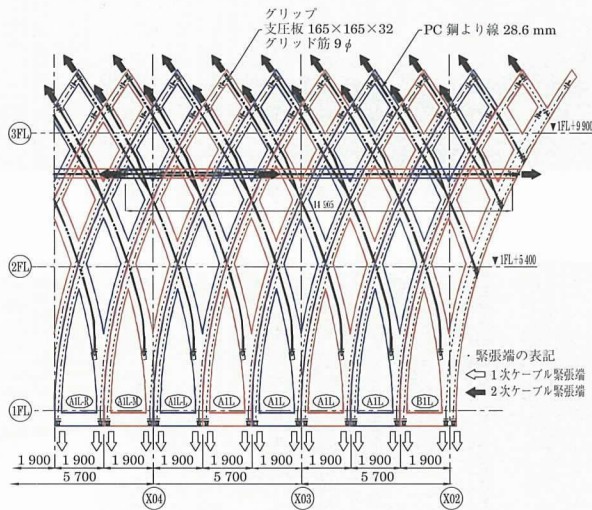 グリップ
支圧板 165×165×32
グリッド筋 9φ
PC 鋼より線 28.6 mm
3FL
▼1FL+9 900
14 965
2FL
▼1FL+5 400
・緊張端の表記
1次ケーブル緊張端
2次ケーブル緊張端
1FL
A1L-R A1L-M A1L-L A1L A1L A1L A1L B1L
1 900 1 900 1 900 1 900 1 900 1 900 1 900 1 900
5 700 5 700 5 700
X04 X03 X02